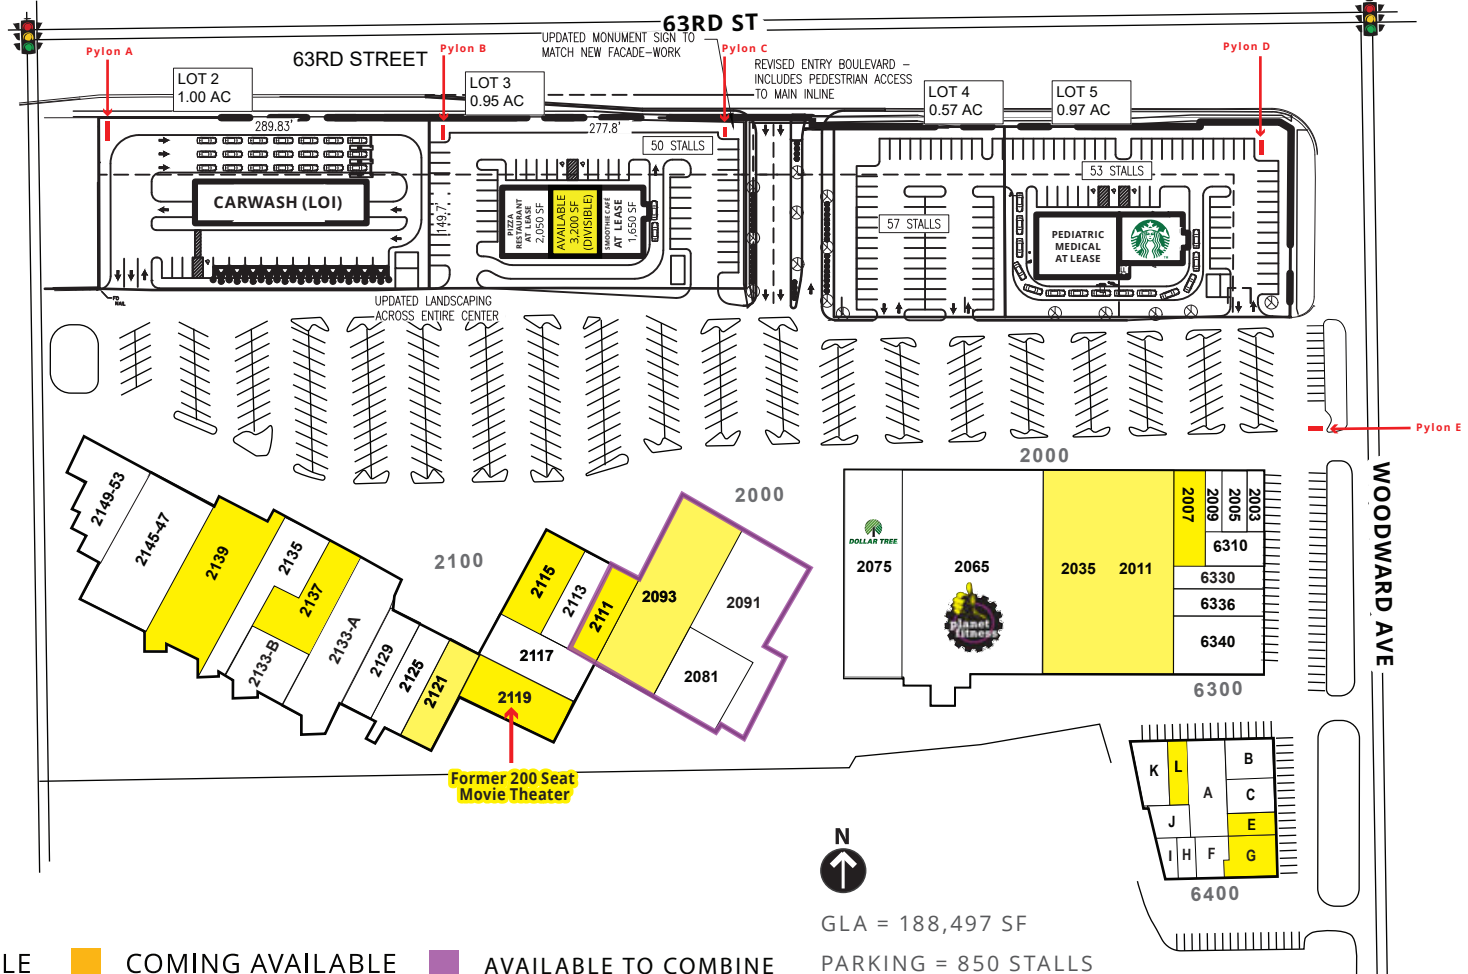 63RD ST
63RD STREET
UPDATED MONUMENT SIGN TO
MATCH NEW FACADE-WORK
Pylon A
Pylon B
Pylon C
Pylon D
REVISED ENTRY BOULEVARD -
INCLUDES PEDESTRIAN ACCESS
TO MAIN INLINE
LOT 2
1.00 AC
LOT 3
0.95 AC
LOT 4
0.57 AC
LOT 5
0.97 AC
289.83'
277.8'
50 STALLS
53 STALLS
57 STALLS
149.7'
CARWASH (LOI)
PIZZA
RESTAURANT
AT LEASE
2,050 SF
AVAILABLE
3,200 SF
(DIVISIBLE)
SMOOTHIE CAFÉ
AT LEASE
1,650 SF
PEDIATRIC
MEDICAL
AT LEASE
FD
NAIL
UPDATED LANDSCAPING
ACROSS ENTIRE CENTER
Pylon E
WOODWARD AVE
2000
2000
2100
2149-53
2145-47
2139
2135
2137
2133-B
2133-A
2129
2125
2121
2115
2113
2117
2119
2111
2093
2091
2081
DOLLAR TREE
2075
2065
planet
fitness
2035
2011
2007
2009
2005
2003
6310
6330
6336
6340
6300
Former 200 Seat
Movie Theater
K
L
A
B
C
J
E
I
H
F
G
6400
N
GLA = 188,497 SF
PARKING = 850 STALLS
LE
COMING AVAILABLE
AVAILABLE TO COMBINE